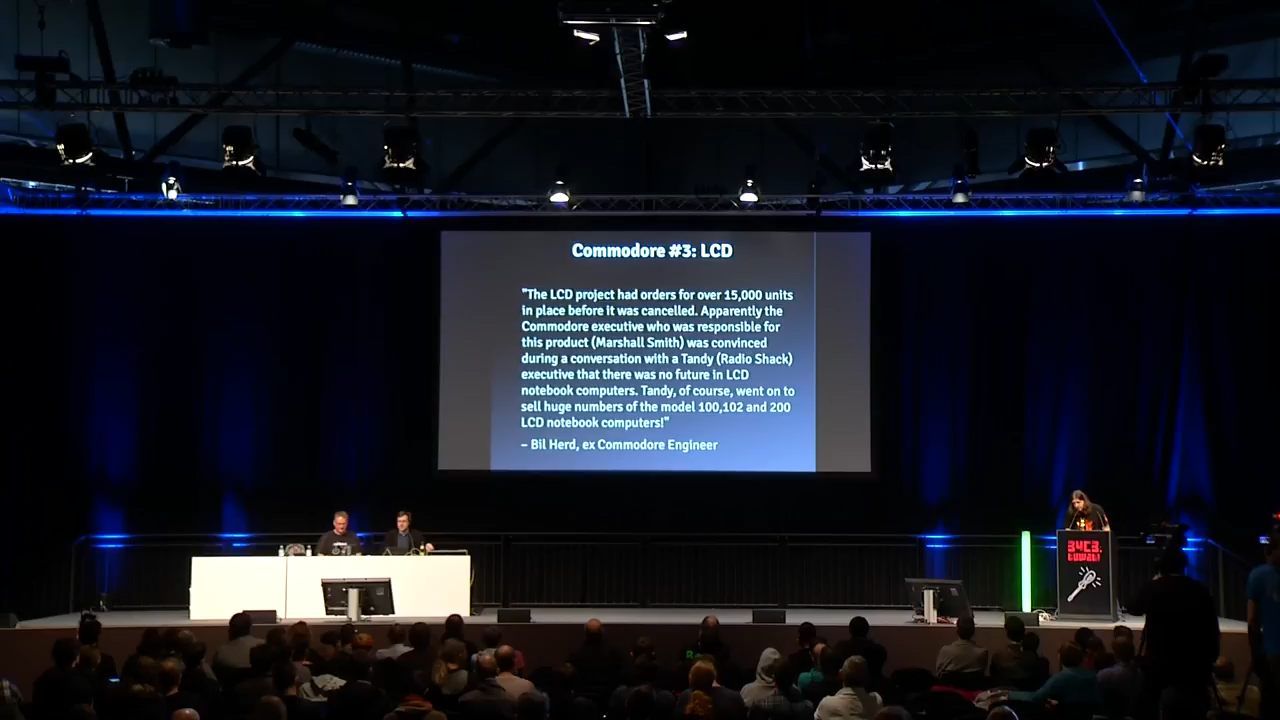 Commodore #3: LCD
"The LCD project had orders for over 15,000 units
in place before it was cancelled. Apparently the
Commodore executive who was responsible for
this product (Marshall Smith) was convinced
during a conversation with a Tandy (Radio Shack)
executive that there was no future in LCD
notebook computers. Tandy, of course, went on to
sell huge numbers of the model 100,102 and 200
LCD notebook computers!"
– Bil Herd, ex Commodore Engineer
34C3.
tuwat!